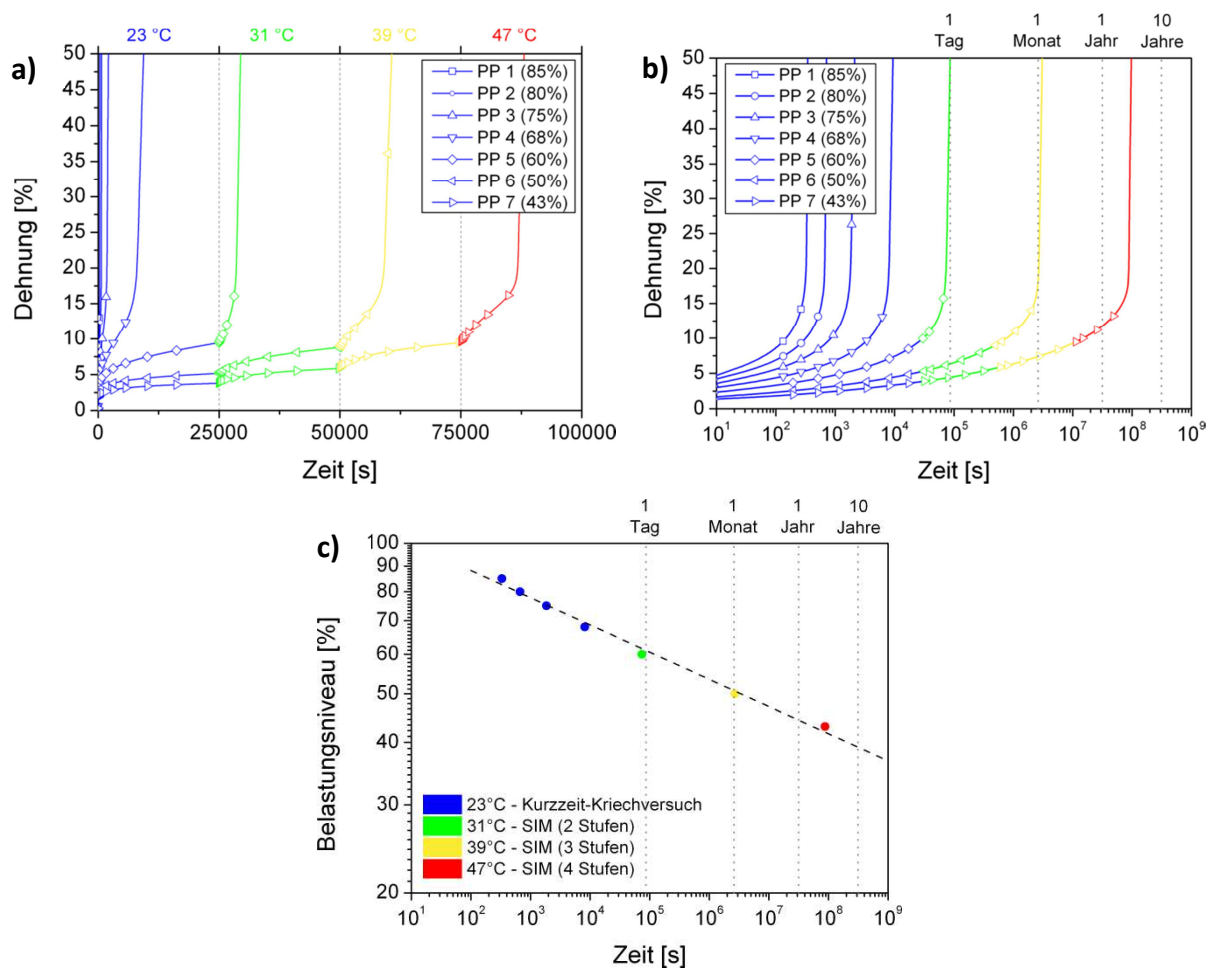 a)
23 °C 31 °C 39 °C 47 °C
Dehnung [%]
50
45
40
35
30
25
20
15
10
5
0
PP 1 (85%)
PP 2 (80%)
PP 3 (75%)
PP 4 (68%)
PP 5 (60%)
PP 6 (50%)
PP 7 (43%)
0 25000 50000 75000 100000
Zeit [s]
b)
1 1 1 10
Tag Monat Jahr Jahre
Dehnung [%]
50
45
40
35
30
25
20
15
10
5
0
PP 1 (85%)
PP 2 (80%)
PP 3 (75%)
PP 4 (68%)
PP 5 (60%)
PP 6 (50%)
PP 7 (43%)
10¹ 10² 10³ 10⁴ 10⁵ 10⁶ 10⁷ 10⁸ 10⁹
Zeit [s]
c)
1 1 1 10
Tag Monat Jahr Jahre
Belastungsniveau [%]
100
90
80
70
60
50
40
30
20
23°C - Kurzzeit-Kriechversuch
31°C - SIM (2 Stufen)
39°C - SIM (3 Stufen)
47°C - SIM (4 Stufen)
10¹ 10² 10³ 10⁴ 10⁵ 10⁶ 10⁷ 10⁸ 10⁹
Zeit [s]